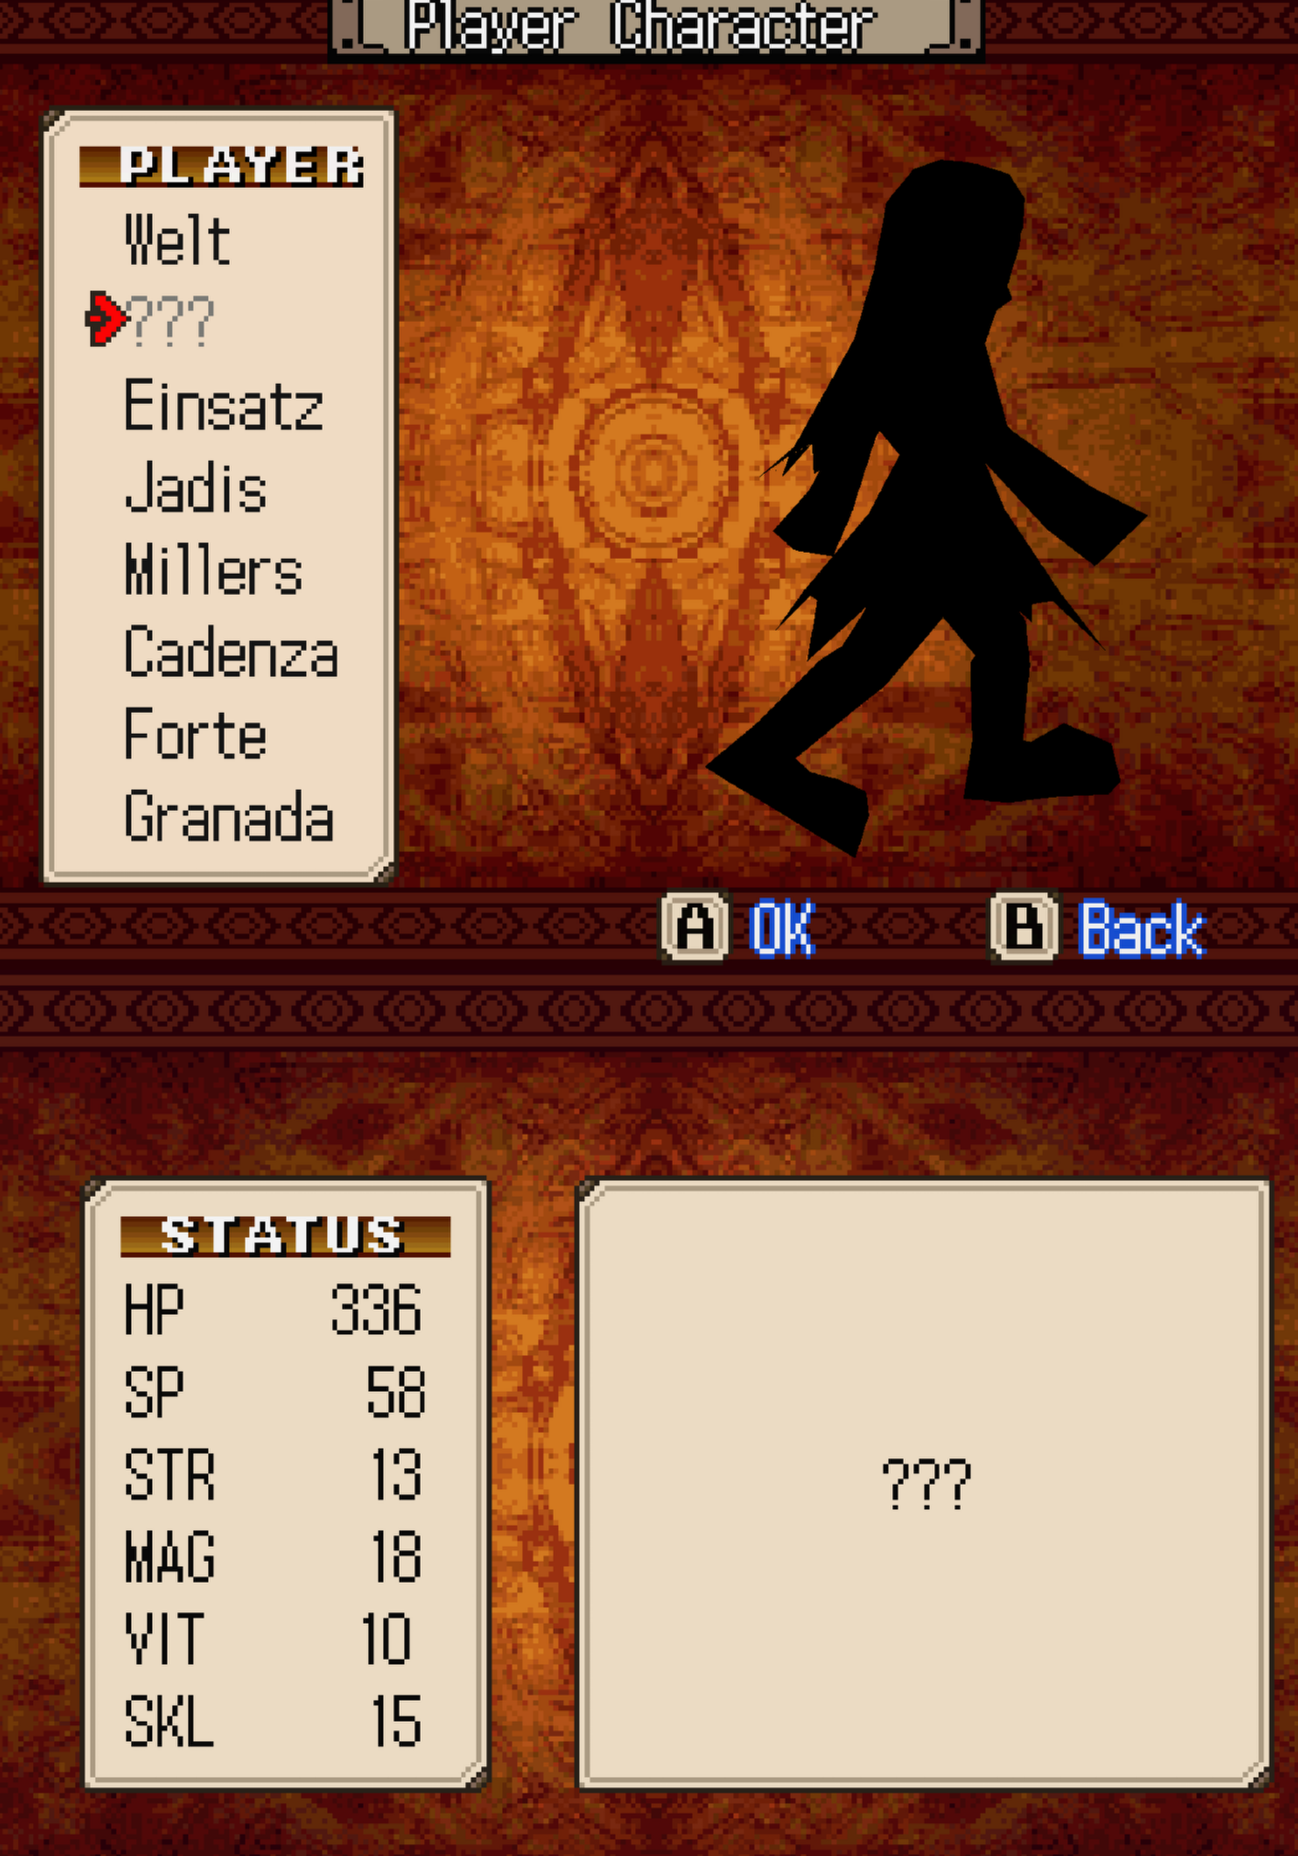 Player Character
PLAYER
Welt
???
Einsatz
Jadis
Millers
Cadenza
Forte
Granada
A OK B Back
STATUS
HP 336
SP 58
STR 13
MAG 18
VIT 10
SKL 15
???